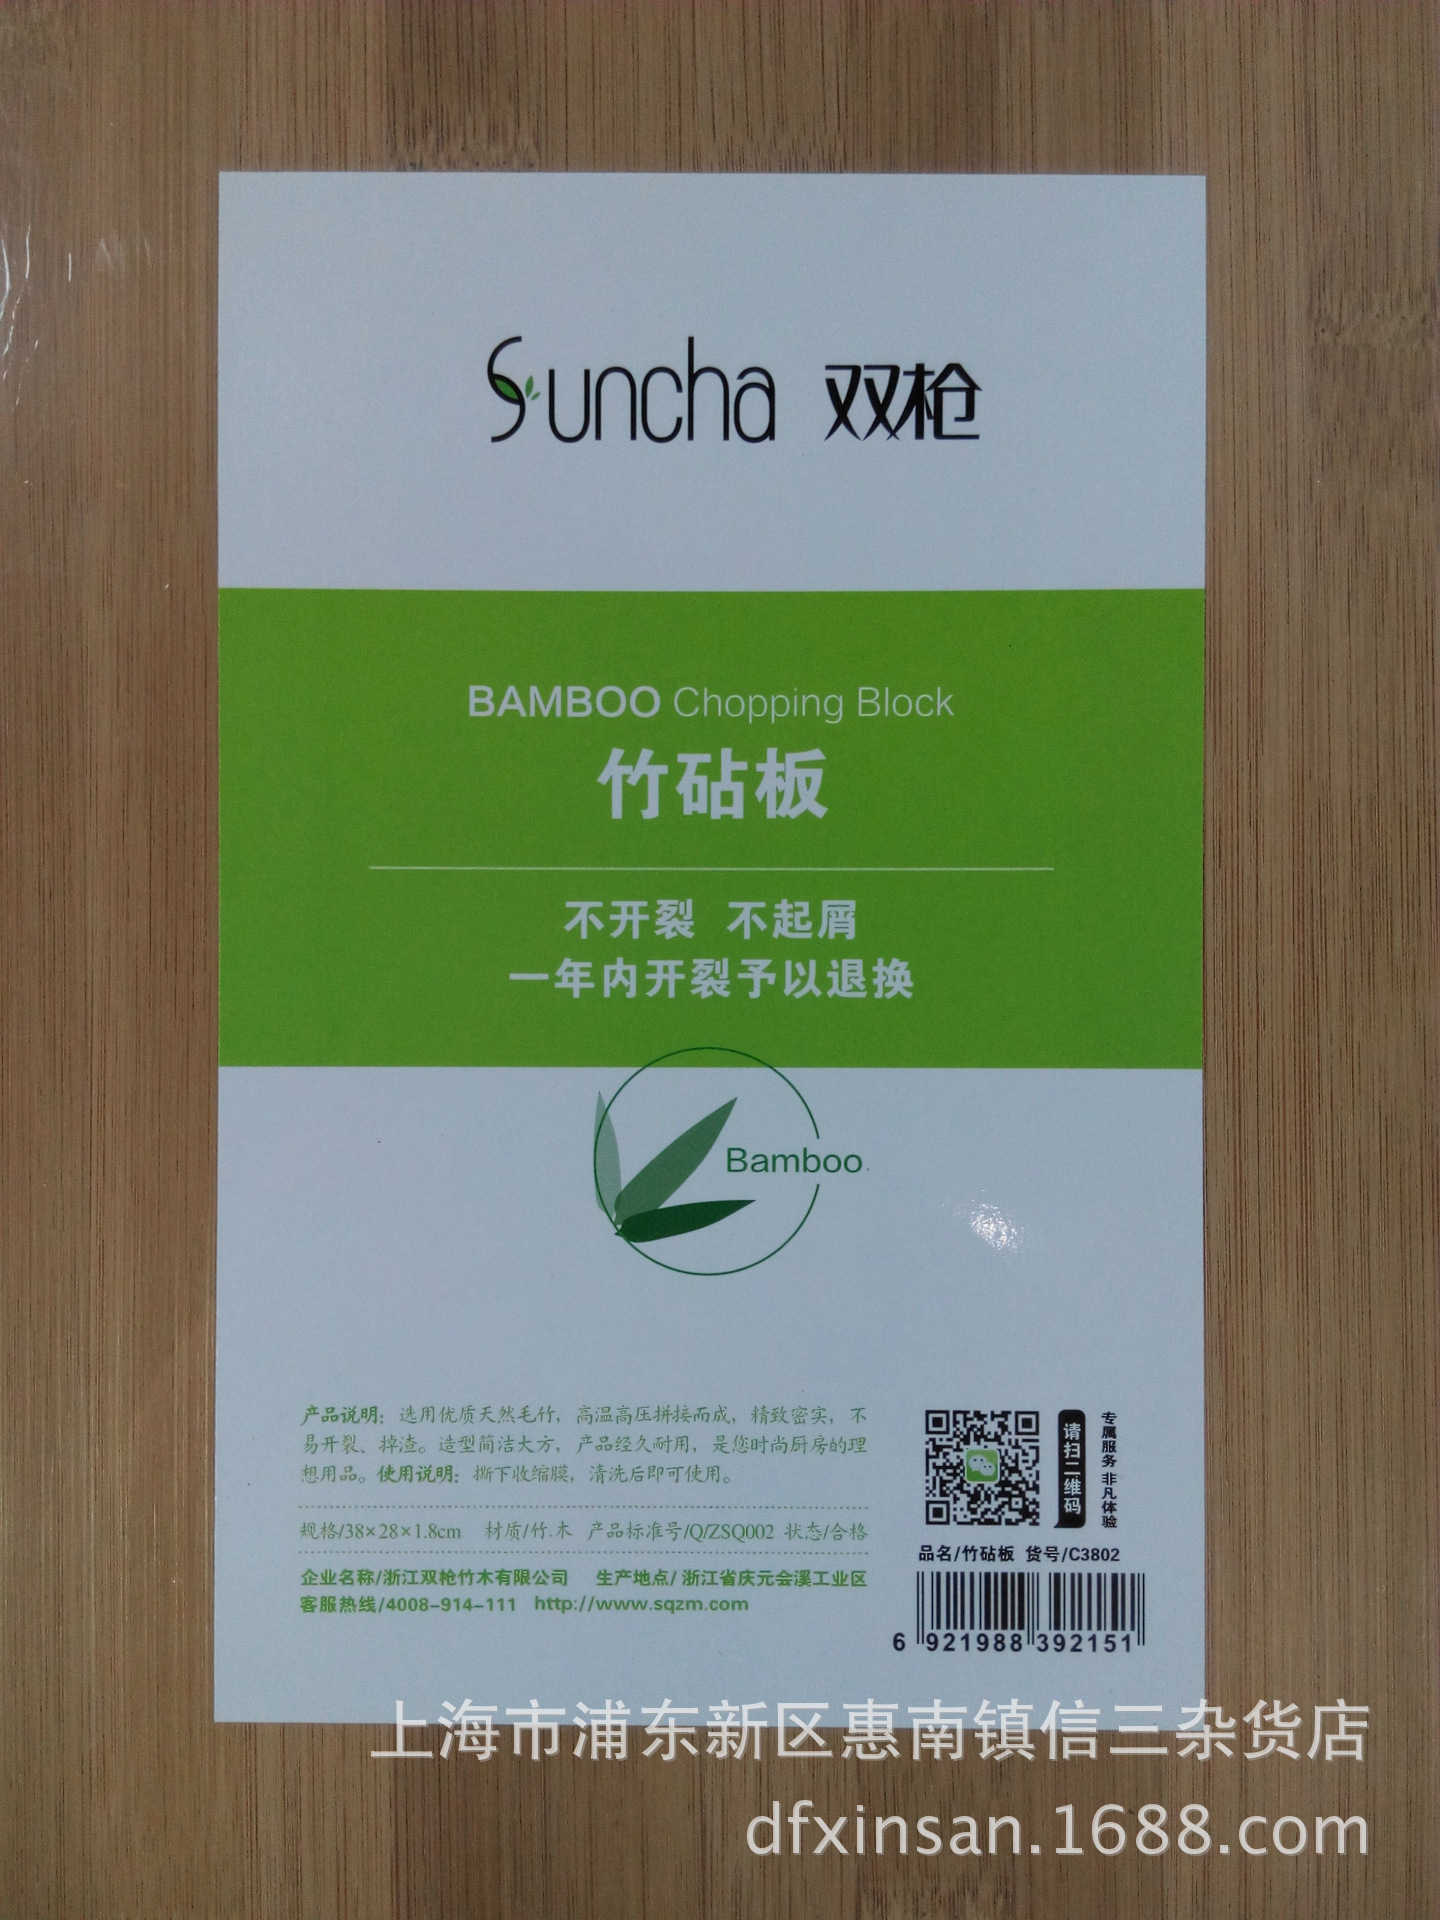 Suncha 双枪
BAMBOO Chopping Block
竹砧板
不开裂 不起屑
一年内开裂予以退换
Bamboo
产品说明：选用优质天然毛竹，高温高压拼接而成，精致密实，不
易开裂、掉渣。造型简洁大方，产品经久耐用，是您时尚厨房的理
想用品。使用说明：撕下收缩膜，清洗后即可使用。
规格/38×28×1.8cm 材质/竹.木 产品标准号/Q/ZSQ002 状态/合格
企业名称/浙江双枪竹木有限公司 生产地点/浙江省庆元会溪工业区
客服热线/4008-914-111 http://www.sqzm.com
请扫二维码
专属服务 非凡体验
品名/竹砧板 货号/C3802
6 921988 392151
上海市浦东新区惠南镇信三杂货店
dfxinsan.1688.com